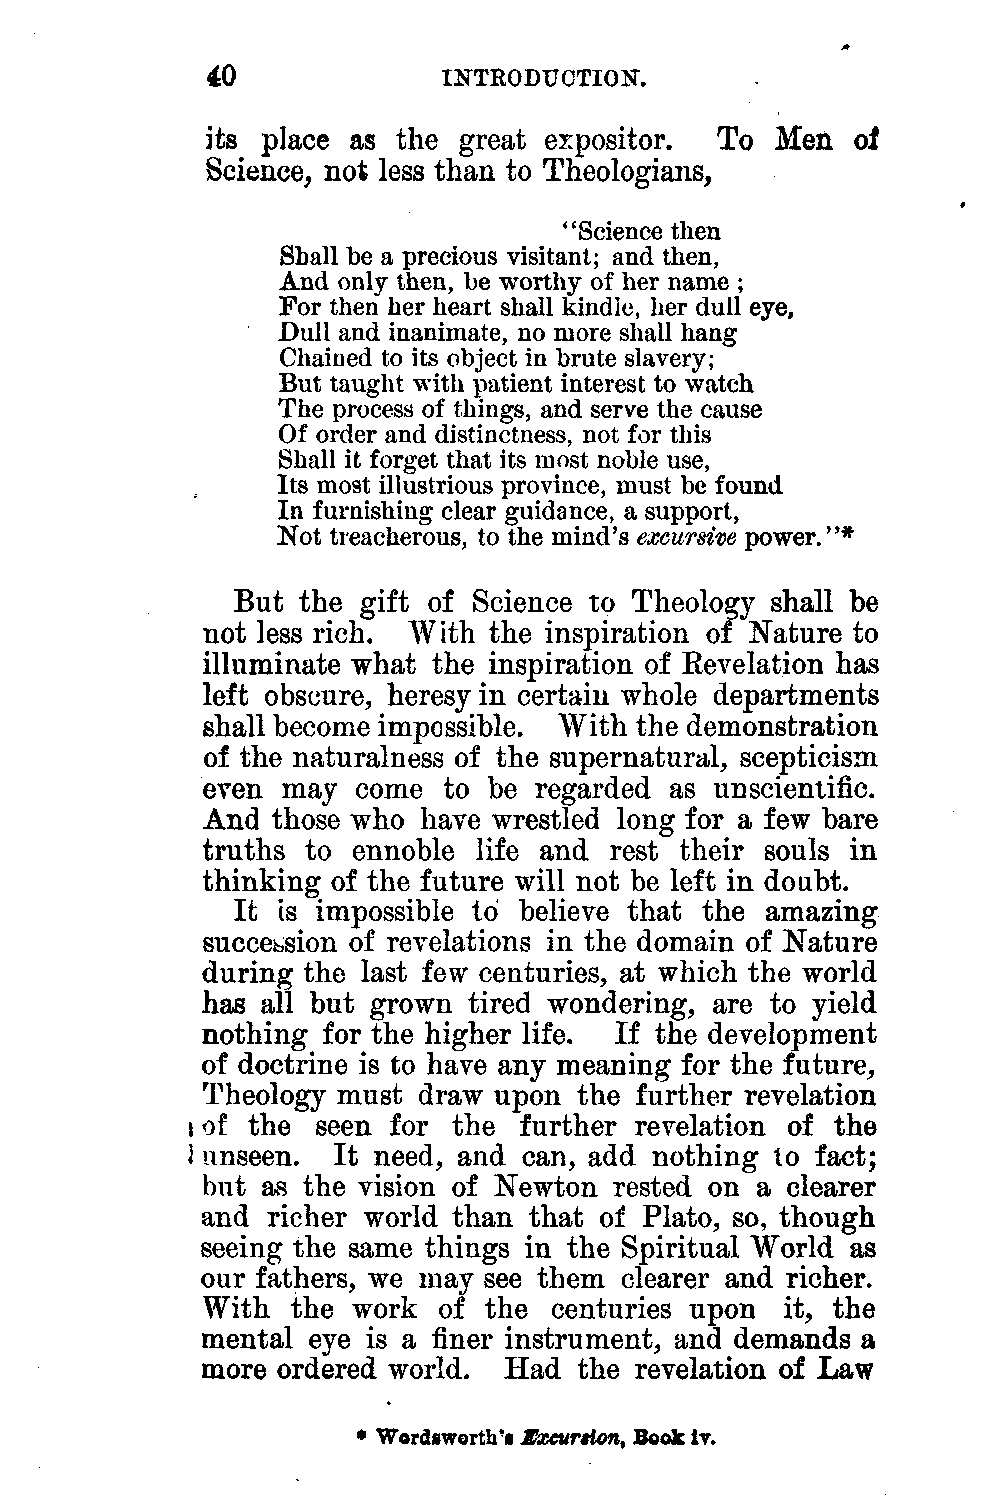 40 INTRODUCTION.
its place as the great expositor. To Men of
Science, not less than to Theologians,
“Science then
Shall be a precious visitant; and then,
And only then, be worthy of her name ;
For then her heart shall kindle, her dull eye,
Dull and inanimate, no more shall hang
Chained to its object in brute slavery;
But taught with patient interest to watch
The process of things, and serve the cause
Of order and distinctness, not for this
Shall it forget that its most noble use,
Its most illustrious province, must be found
In furnishing clear guidance, a support,
Not treacherous, to the mind's excursive power.”*
But the gift of Science to Theology shall be
not less rich. With the inspiration of Nature to
illuminate what the inspiration of Revelation has
left obscure, heresy in certain whole departments
shall become impossible. With the demonstration
of the naturalness of the supernatural, scepticism
even may come to be regarded as unscientific.
And those who have wrestled long for a few bare
truths to ennoble life and rest their souls in
thinking of the future will not be left in doubt.
It is impossible to believe that the amazing
succession of revelations in the domain of Nature
during the last few centuries, at which the world
has all but grown tired wondering, are to yield
nothing for the higher life. If the development
of doctrine is to have any meaning for the future,
Theology must draw upon the further revelation
of the seen for the further revelation of the
unseen. It need, and can, add nothing to fact;
but as the vision of Newton rested on a clearer
and richer world than that of Plato, so, though
seeing the same things in the Spiritual World as
our fathers, we may see them clearer and richer.
With the work of the centuries upon it, the
mental eye is a finer instrument, and demands a
more ordered world. Had the revelation of Law
* Wordsworth's Excursion, Book iv.